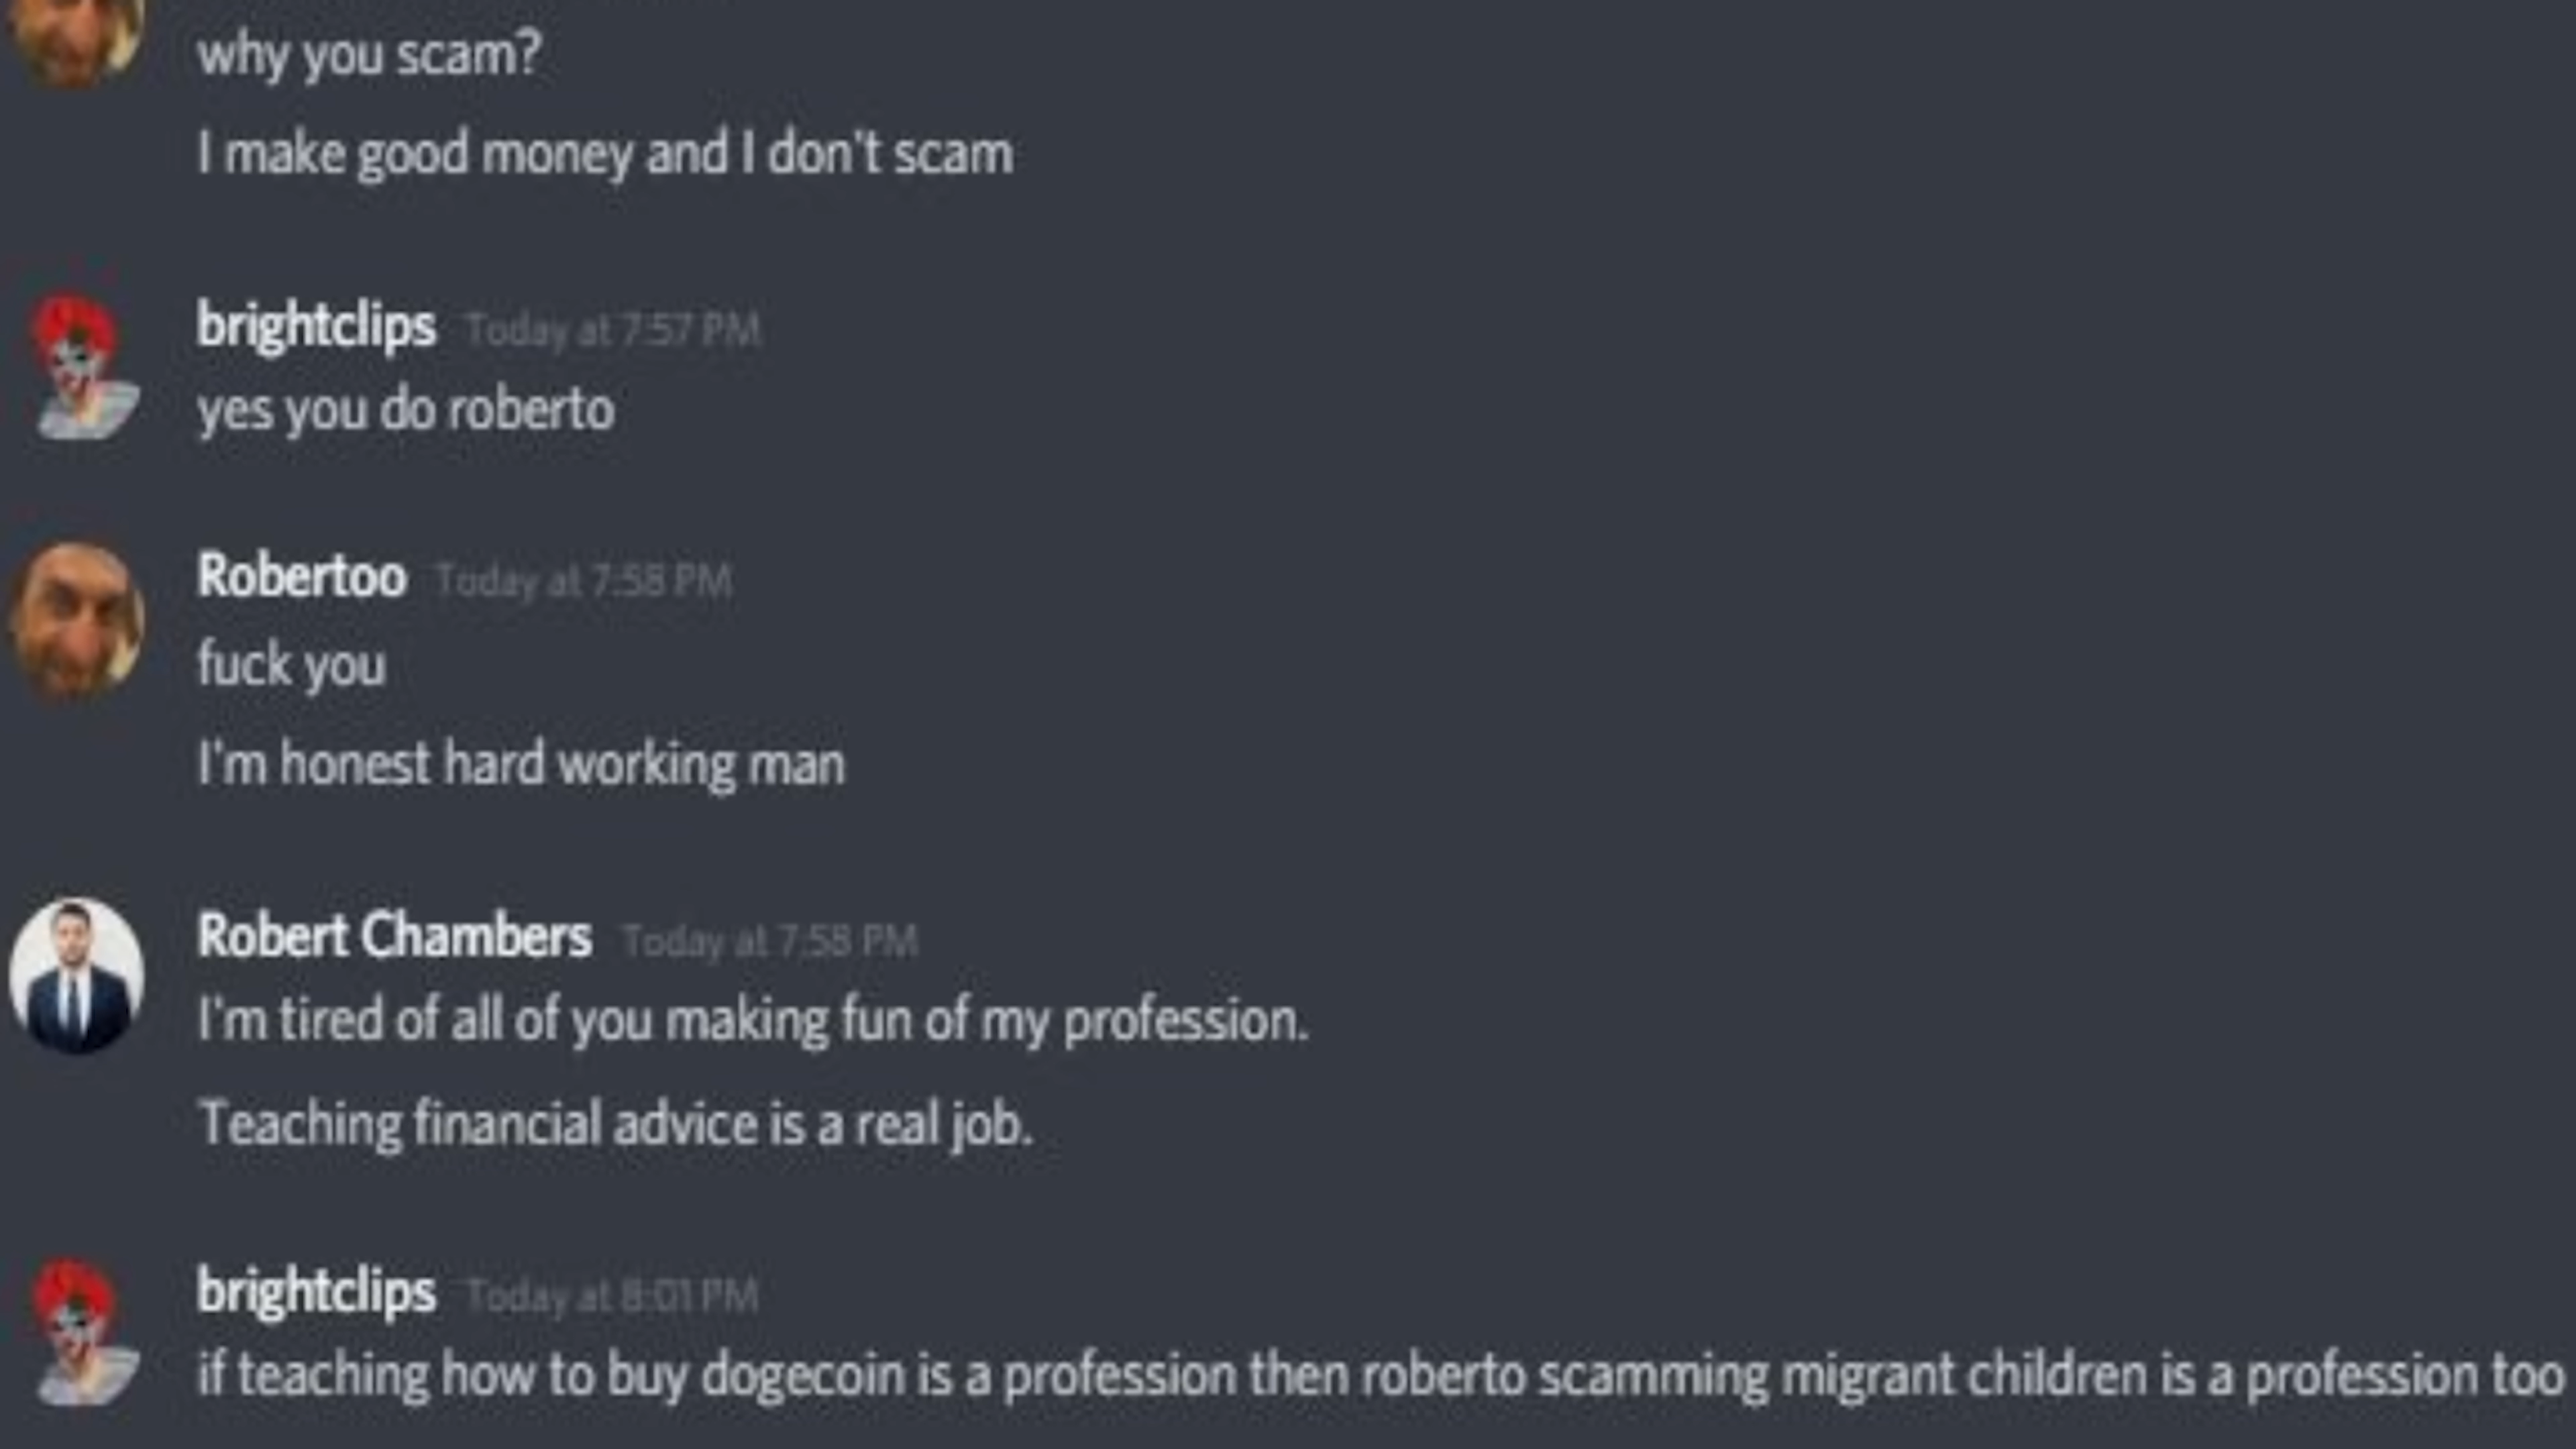 why you scam?
I make good money and I don't scam
brightclips Today at 7:57 PM
yes you do roberto
Robertoo Today at 7:58 PM
fuck you
I'm honest hard working man
Robert Chambers Today at 7:58 PM
I'm tired of all of you making fun of my profession.
Teaching financial advice is a real job.
brightclips Today at 8:01 PM
if teaching how to buy dogecoin is a profession then roberto scamming migrant children is a profession too